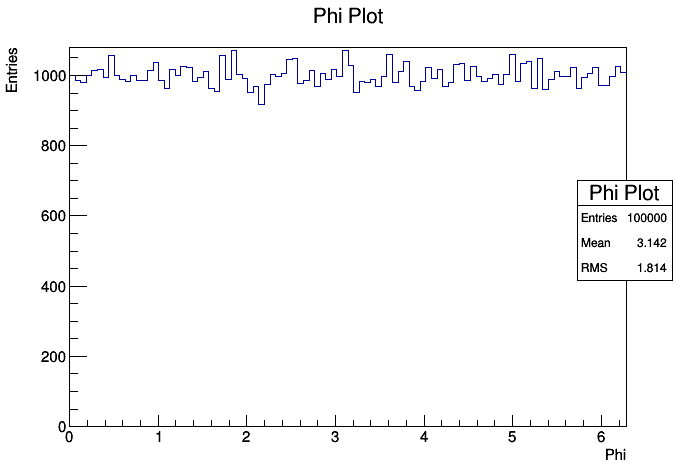 Phi Plot
Entries
1000
800
600
400
200
0
0 1 2 3 4 5 6
Phi
Phi Plot
Entries 100000
Mean 3.142
RMS 1.814